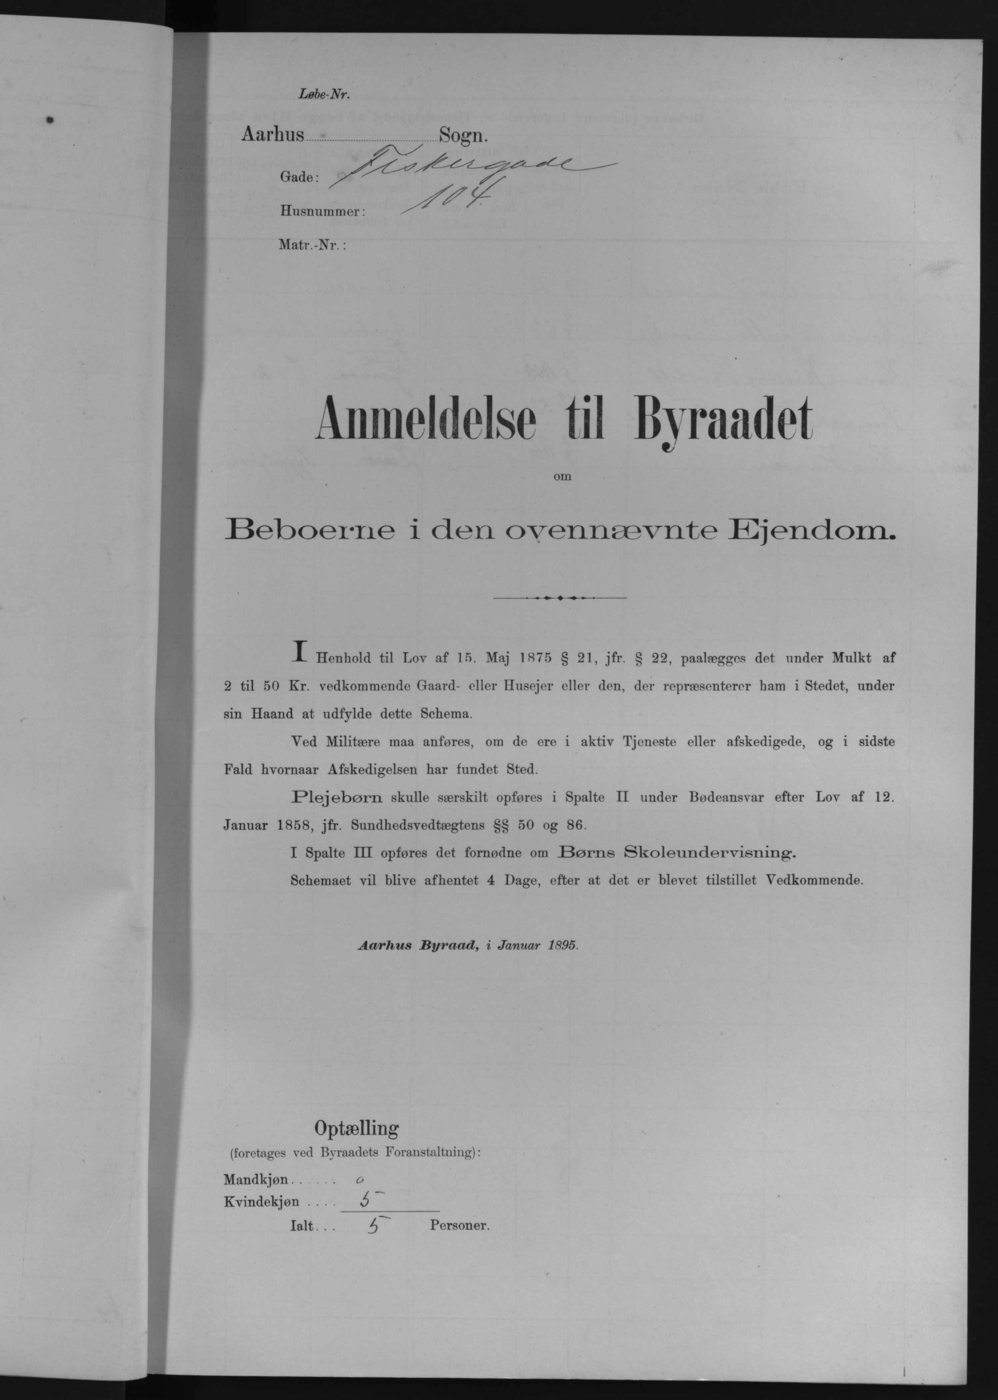 Løbe-Nr.
Aarhus Sogn.
Gade: Fiskergade
Husnummer: 104.
Matr.-Nr.:
Anmeldelse til Byraadet
om
Beboerne i den ovennævnte Ejendom.
I Henhold til Lov af 15. Maj 1875 § 21, jfr. § 22, paalægges det under Mulkt af
2 til 50 Kr. vedkommende Gaard- eller Husejer eller den, der repræsenterer ham i Stedet, under
sin Haand at udfylde dette Schema.
Ved Militære maa anføres, om de ere i aktiv Tjeneste eller afskedigede, og i sidste
Fald hvornaar Afskedigelsen har fundet Sted.
Plejebørn skulle særskilt opføres i Spalte II under Bødeansvar efter Lov af 12.
Januar 1858, jfr. Sundhedsvedtægtens §§ 50 og 86.
I Spalte III opføres det fornødne om Børns Skoleundervisning.
Schemaet vil blive afhentet 4 Dage, efter at det er blevet tilstillet Vedkommende.
Aarhus Byraad, i Januar 1895.
Optælling
(foretages ved Byraadets Foranstaltning):
Mandkjøn...... 0
Kvindekjøn .... 5
Ialt... 5 Personer.